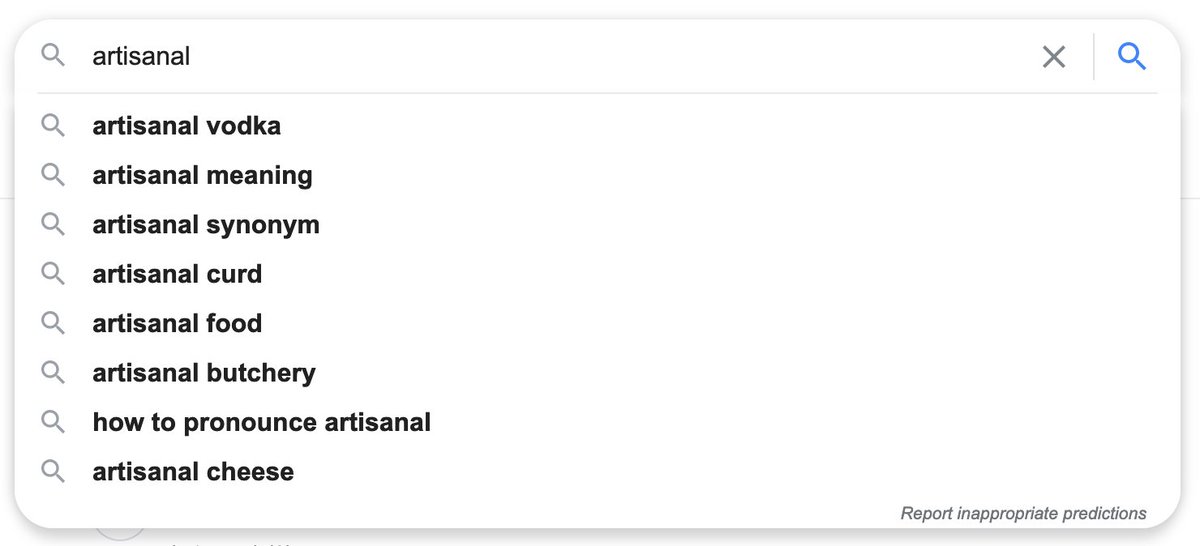 artisanal
artisanal vodka
artisanal meaning
artisanal synonym
artisanal curd
artisanal food
artisanal butchery
how to pronounce artisanal
artisanal cheese
Report inappropriate predictions